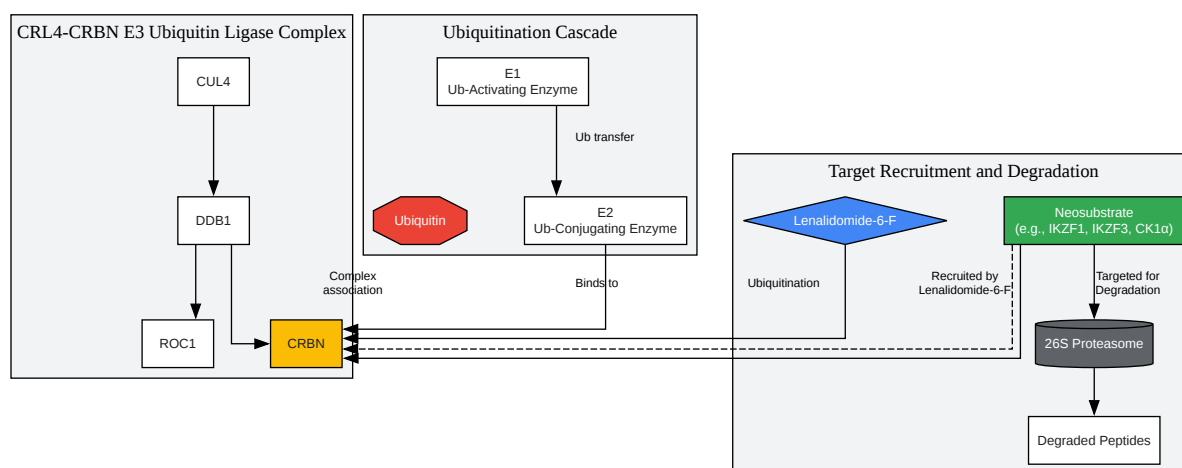 CRL4-CRBN E3 Ubiquitin Ligase Complex
CUL4
DDB1
ROC1
CRBN
Ubiquitination Cascade
E1
Ub-Activating Enzyme
Ub transfer
Ubiquitin
E2
Ub-Conjugating Enzyme
Complex
association
Binds to
Target Recruitment and Degradation
Lenalidomide-6-F
Neosubstrate
(e.g., IKZF1, IKZF3, CK1α)
Ubiquitination
Recruited by
Lenalidomide-6-F
Targeted for
Degradation
26S Proteasome
Degraded Peptides